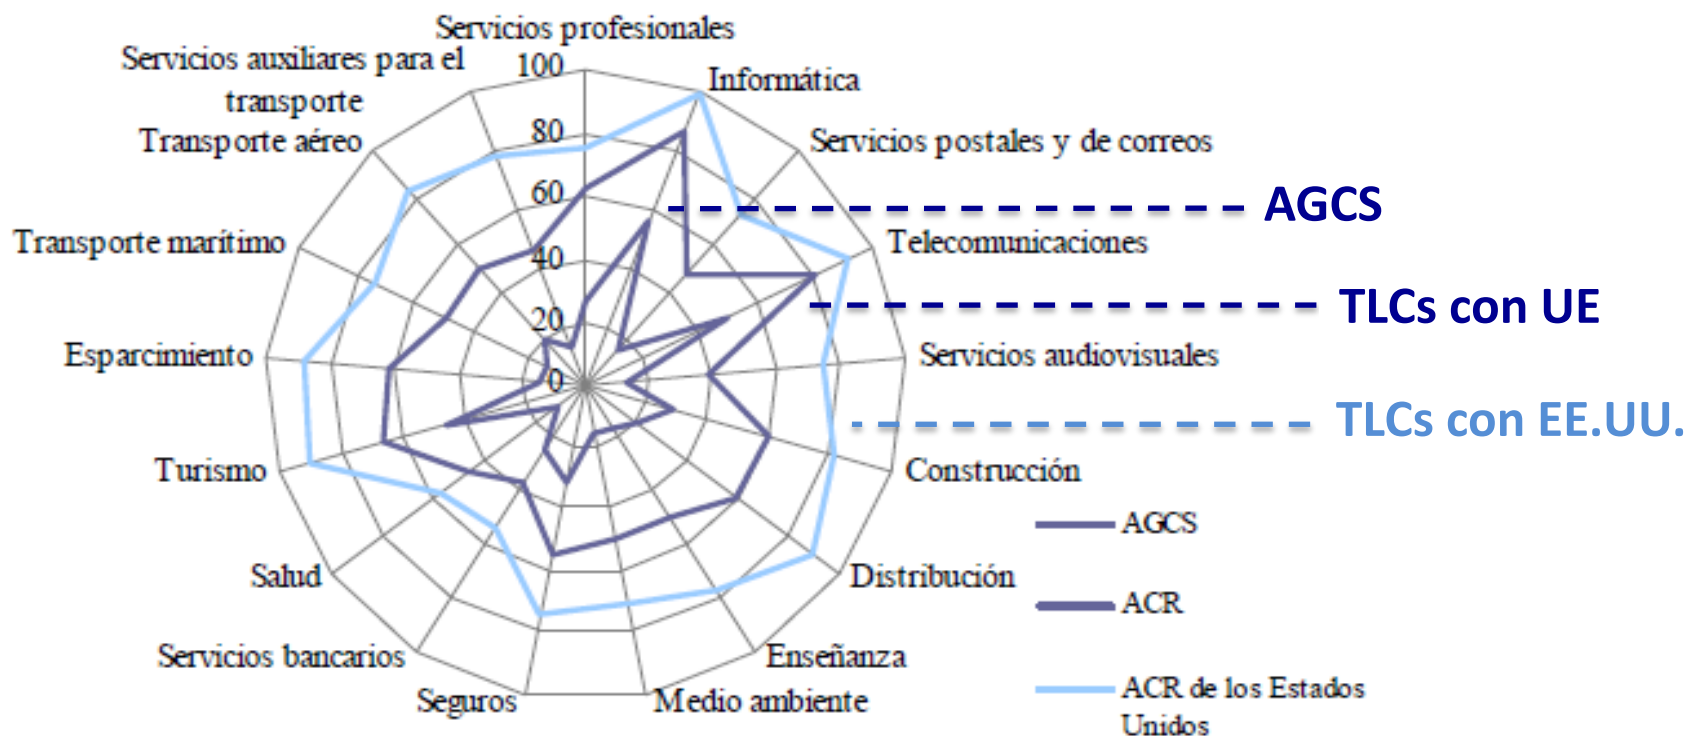 Servicios profesionales
Servicios auxiliares para el
transporte
100
Informática
Transporte aéreo
80
Servicios postales y de correos
60
AGCS
Transporte marítimo
40
Telecomunicaciones
TLCs con UE
20
Esparcimiento
0
Servicios audiovisuales
TLCs con EE.UU.
Turismo
Construcción
AGCS
Salud
Distribución
ACR
Servicios bancarios
Enseñanza
Seguros
Medio ambiente
ACR de los Estados
Unidos